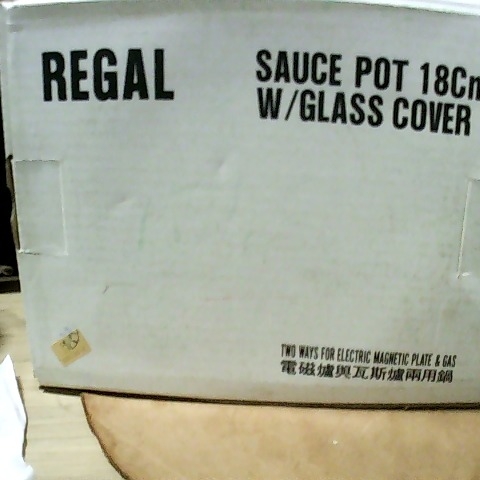 REGAL
SAUCE POT 18Cm
W/GLASS COVER
TWO WAYS FOR ELECTRIC MAGNETIC PLATE & GAS
電磁爐與瓦斯爐兩用鍋